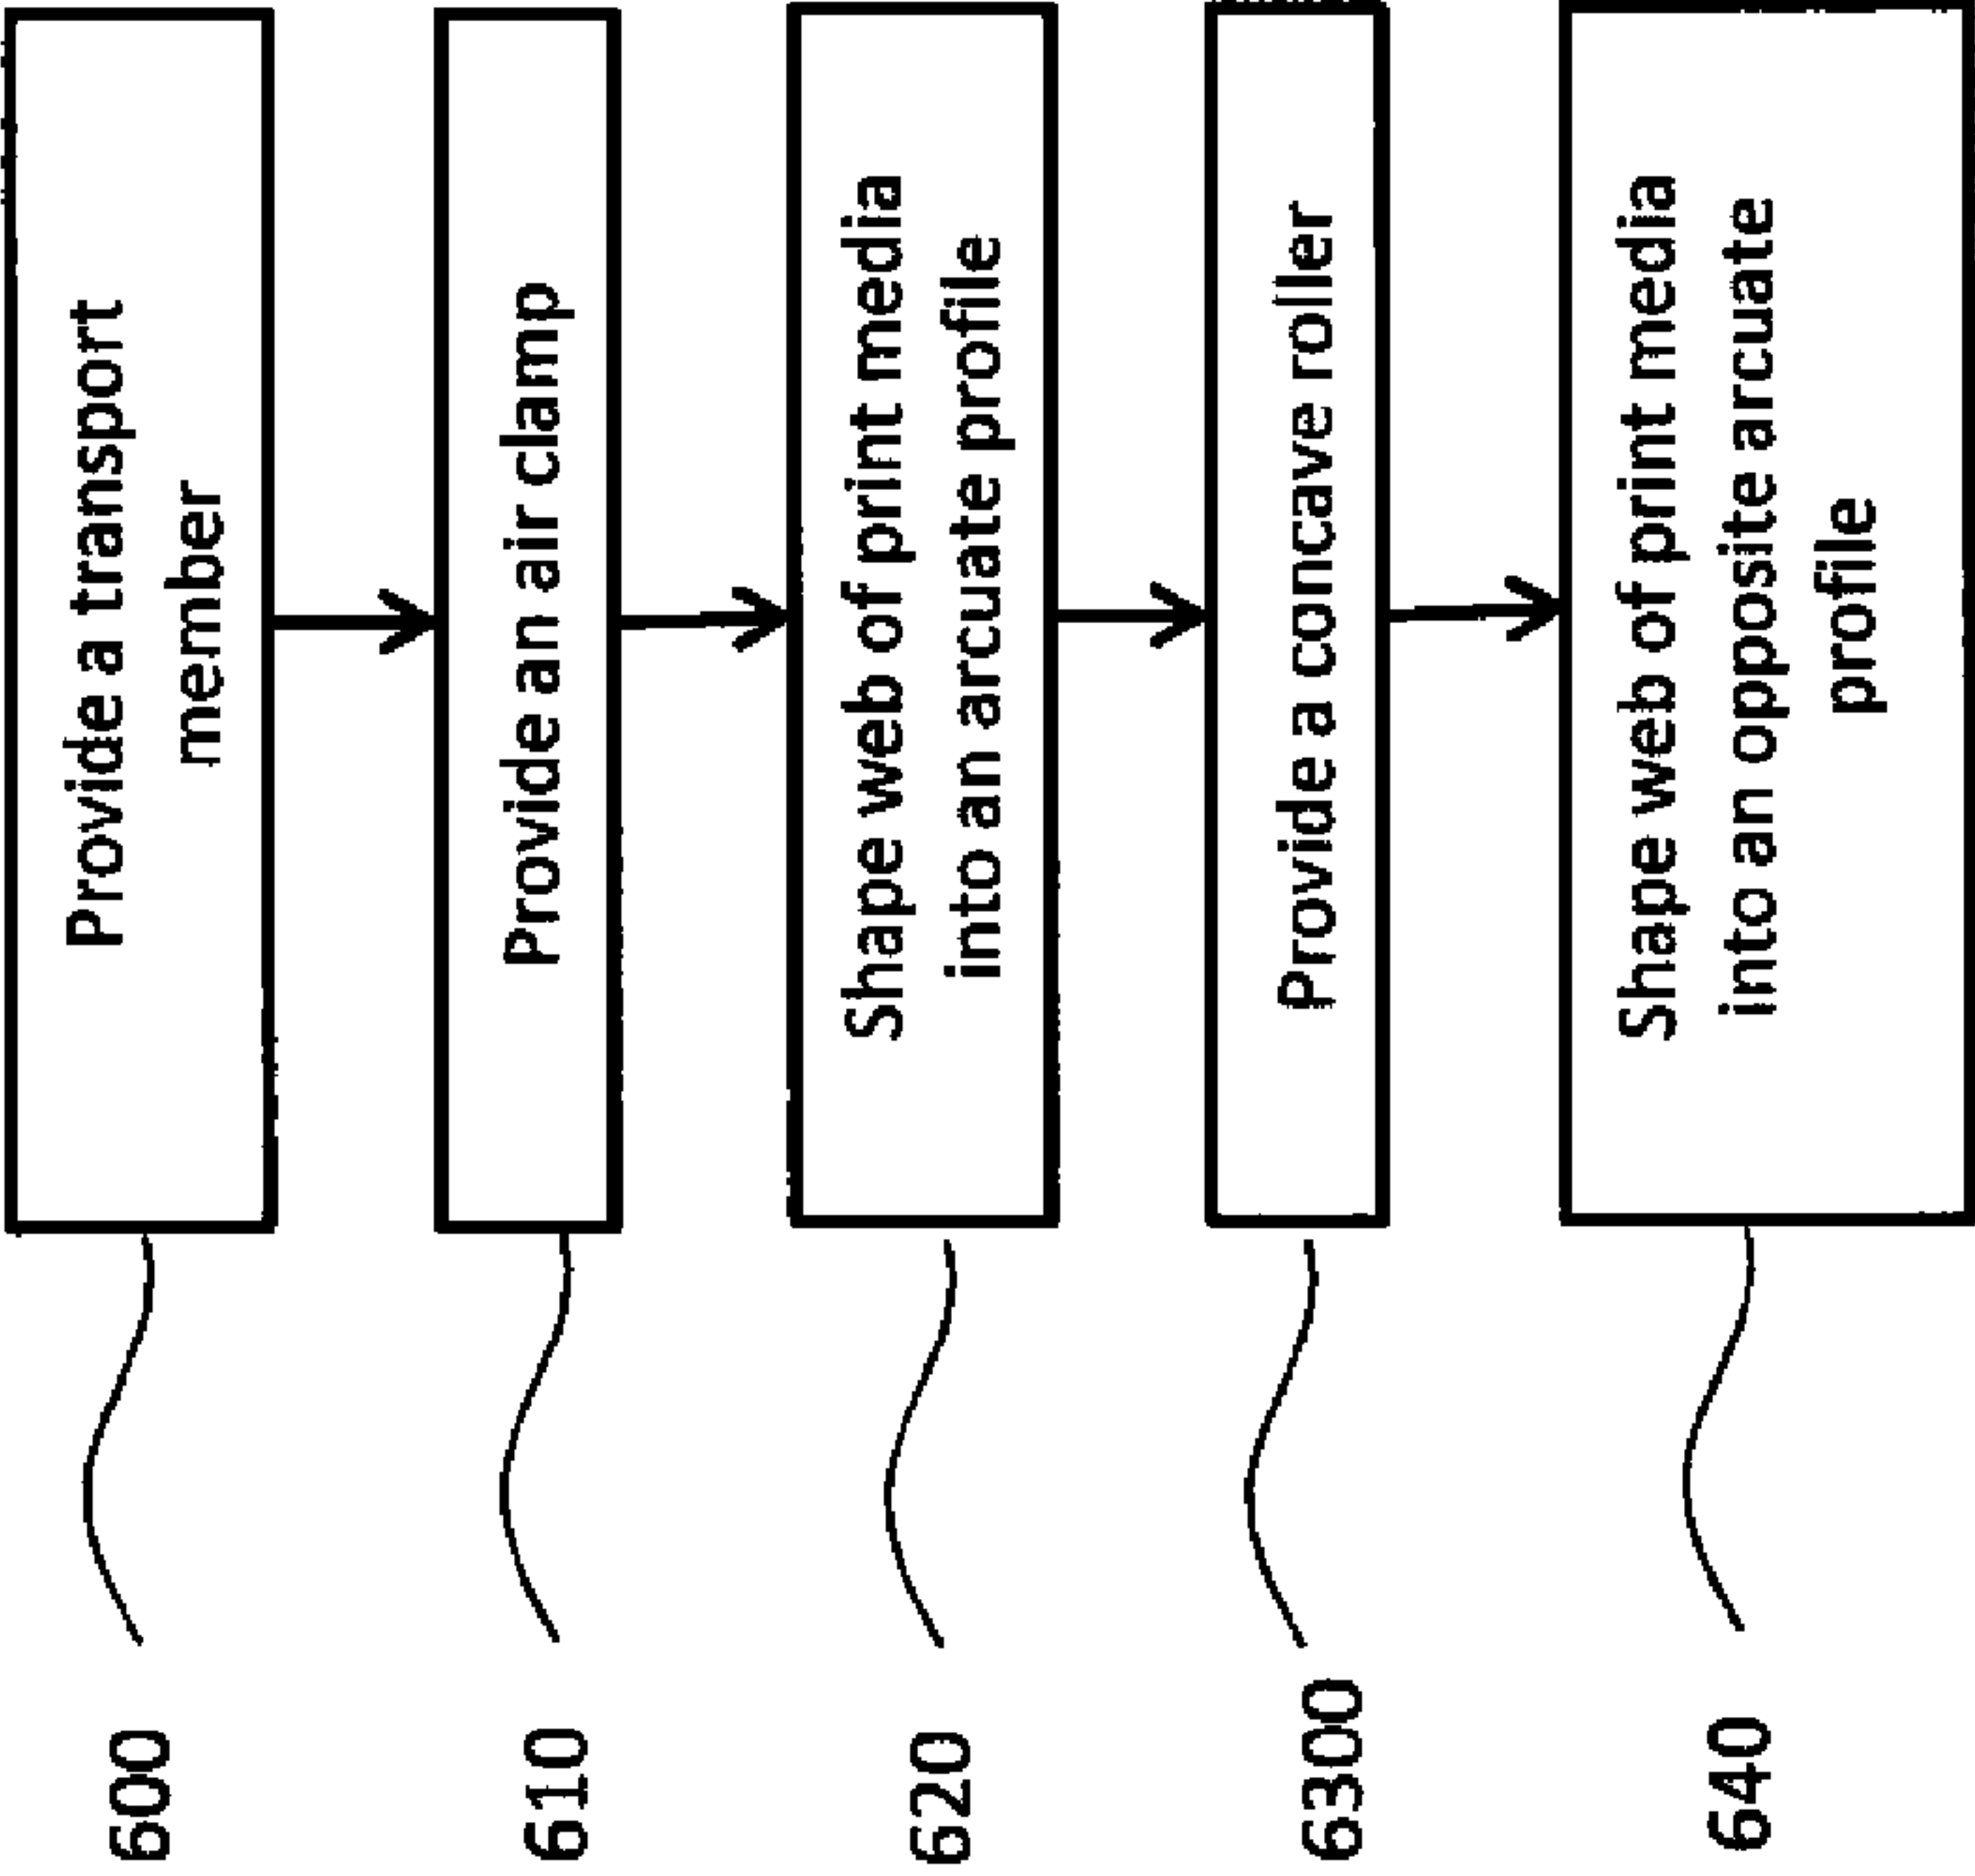 600
Provide a transport
member
610
Provide an air clamp
620
Shape web of print media
into an arcuate profile
6300
Provide a concave roller
640
Shape web of print media
into an opposite arcuate
profile